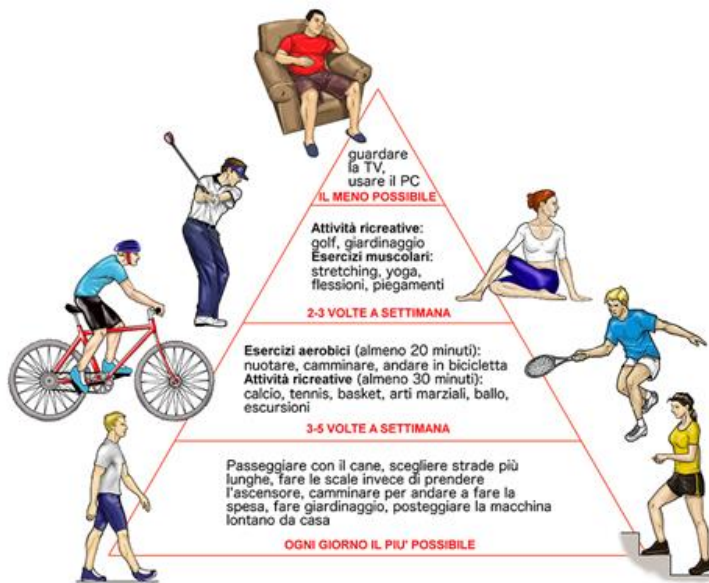 guardare
la TV,
usare il PC
IL MENO POSSIBILE
Attività ricreative:
golf, giardinaggio
Esercizi muscolari:
stretching, yoga,
flessioni, piegamenti
2-3 VOLTE A SETTIMANA
Esercizi aerobici (almeno 20 minuti):
nuotare, camminare, andare in bicicletta
Attività ricreative (almeno 30 minuti):
calcio, tennis, basket, arti marziali, ballo,
escursioni
3-5 VOLTE A SETTIMANA
Passeggiare con il cane, scegliere strade più
lunghe, fare le scale invece di prendere
l'ascensore, camminare per andare a fare la
spesa, fare giardinaggio, posteggiare la macchina
lontano da casa
OGNI GIORNO IL PIU' POSSIBILE